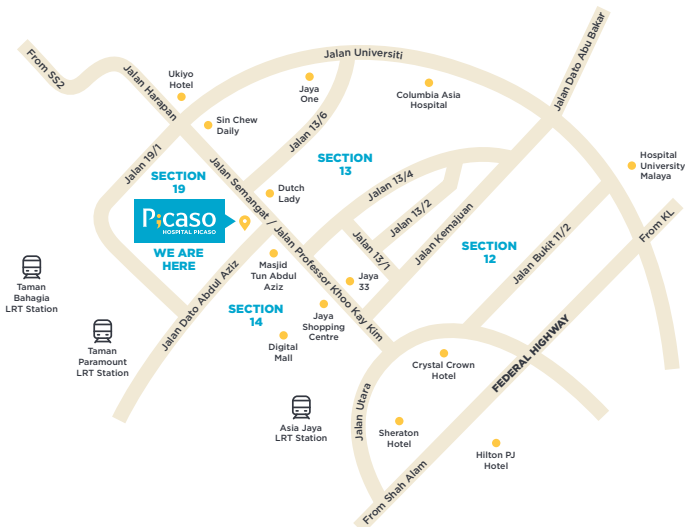 From SS2
Jalan Harapan
Jalan Universiti
Jalan Dato Abu Bakar
Ukiyo
Hotel
Jaya
One
Columbia Asia
Hospital
Sin Chew
Daily
Jalan 13/6
Jalan 19/1
SECTION
19
SECTION
13
Hospital
University
Malaya
Jalan Semangat / Jalan Professor Khoo Kay Kim
Dutch
Lady
Jalan 13/4
Jalan 13/2
Jalan 13/1
Jalan Kemajuan
From KL
Picaso
HOSPITAL PICASO
WE ARE
HERE
SECTION
12
Jalan Bukit 11/2
Masjid
Tun Abdul
Aziz
Jaya
33
Jalan Dato Abdul Aziz
Taman
Bahagia
LRT Station
SECTION
14
Jaya
Shopping
Centre
Digital
Mall
Taman
Paramount
LRT Station
Crystal Crown
Hotel
FEDERAL HIGHWAY
Jalan Utara
Asia Jaya
LRT Station
Sheraton
Hotel
Hilton PJ
Hotel
From Shah Alam